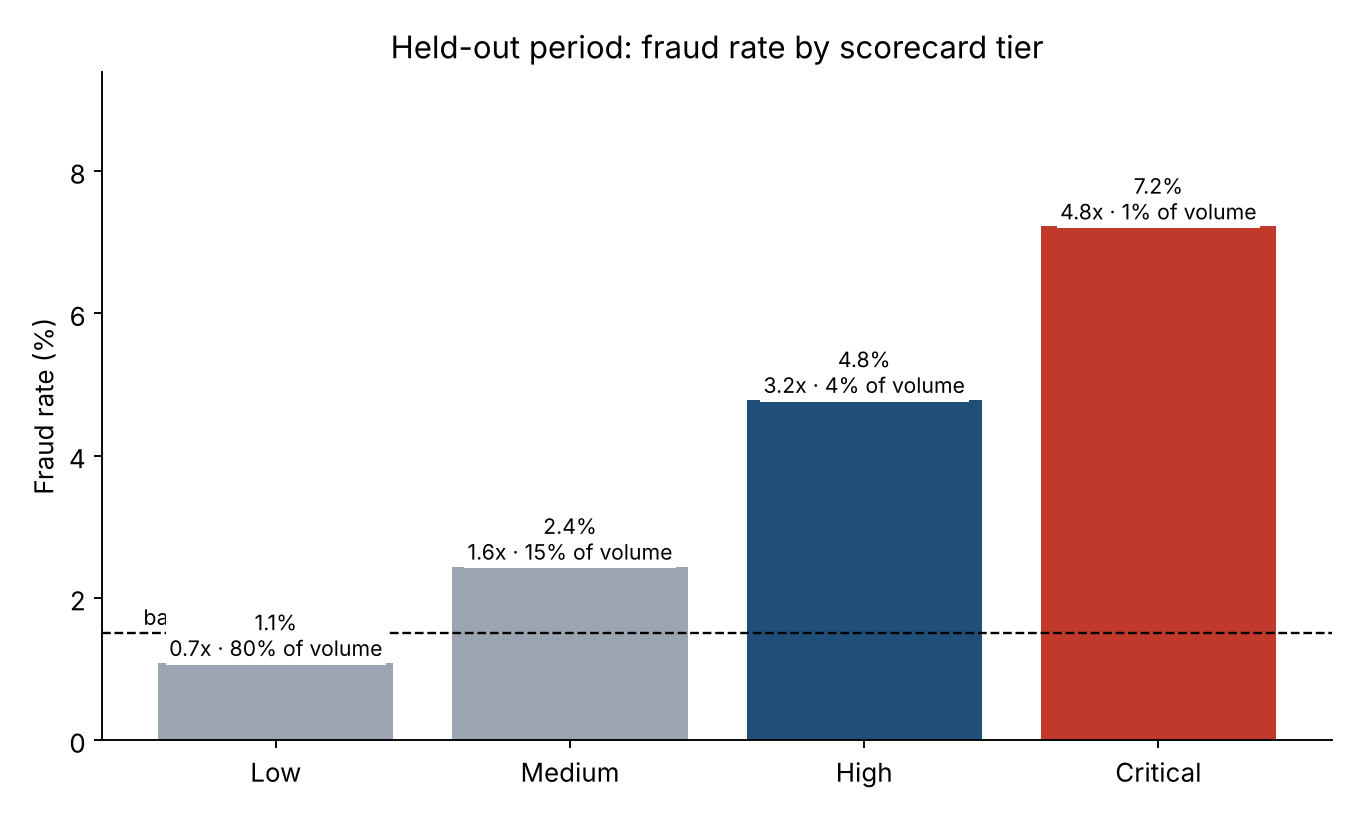 Held-out period: fraud rate by scorecard tier
Fraud rate (%)
8
6
4
2
0
7.2%
4.8x · 1% of volume
4.8%
3.2x · 4% of volume
2.4%
1.6x · 15% of volume
ba
1.1%
0.7x · 80% of volume
Low
Medium
High
Critical